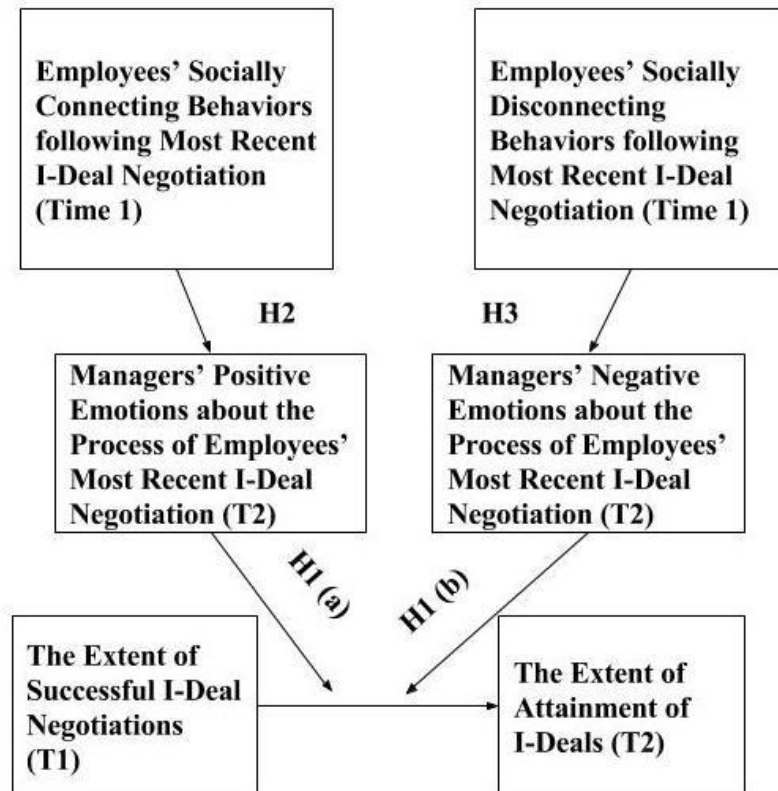 Employees’ Socially
Connecting Behaviors
following Most Recent
I-Deal Negotiation
(Time 1)
Employees’ Socially
Disconnecting
Behaviors following
Most Recent I-Deal
Negotiation (Time 1)
H2
H3
Managers’ Positive
Emotions about the
Process of Employees’
Most Recent I-Deal
Negotiation (T2)
Managers’ Negative
Emotions about the
Process of Employees’
Most Recent I-Deal
Negotiation (T2)
H1 (a)
H1 (b)
The Extent of
Successful I-Deal
Negotiations
(T1)
The Extent of
Attainment of
I-Deals (T2)